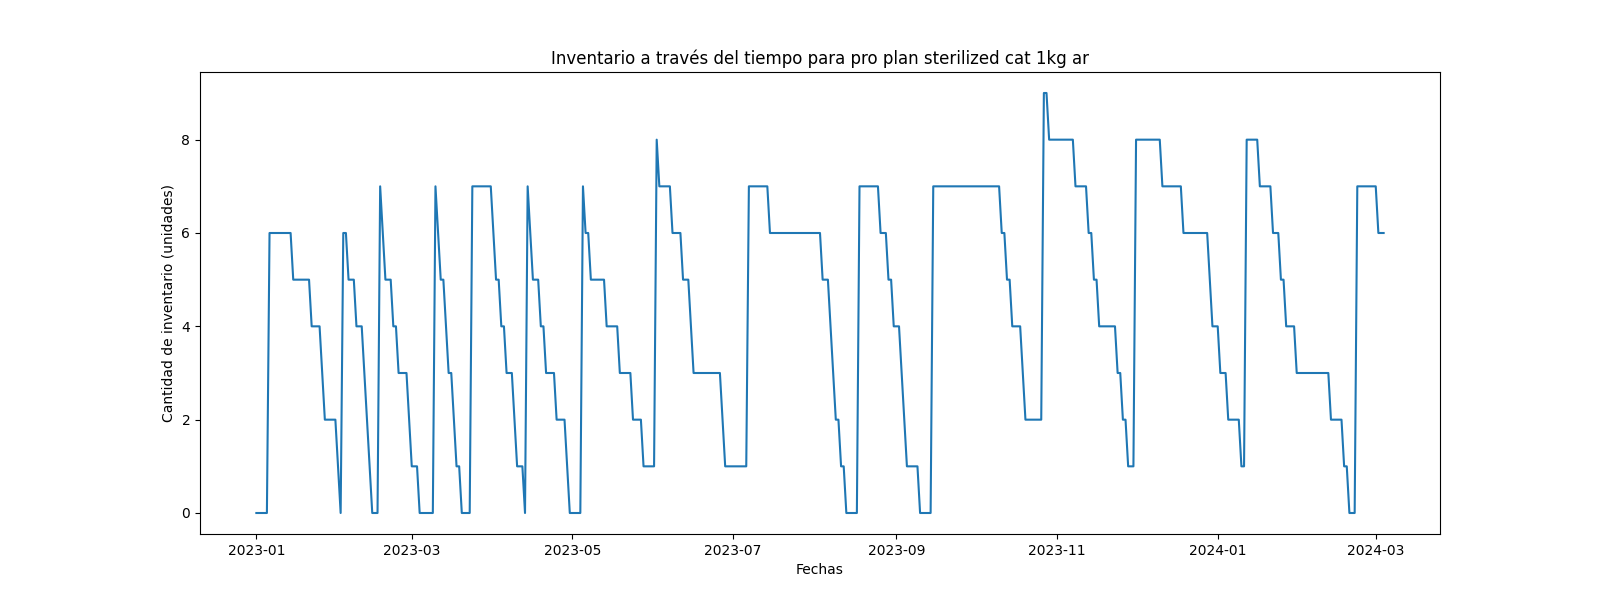 Inventario a través del tiempo para pro plan sterilized cat 1kg ar
Cantidad de inventario (unidades)
8
6
4
2
0
2023-01 2023-03 2023-05 2023-07 2023-09 2023-11 2024-01 2024-03
Fechas